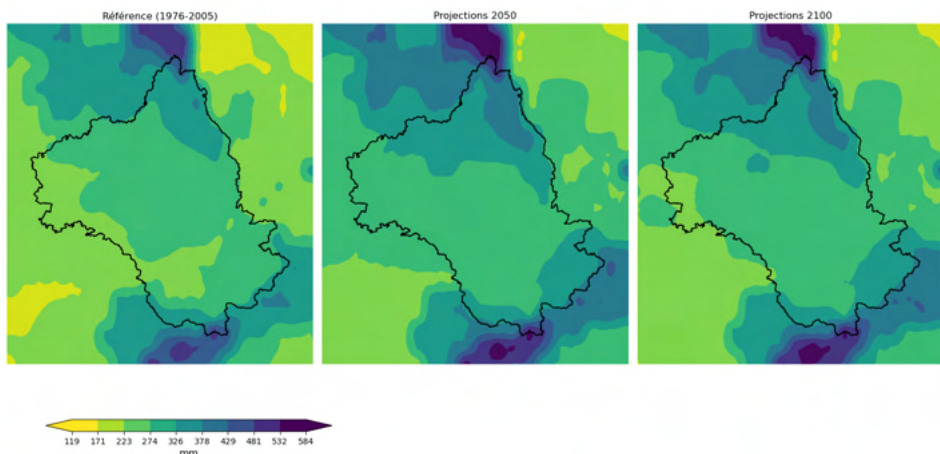 Référence (1976-2005)
Projections 2050
Projections 2100
119 171 223 274 326 378 429 481 532 584
mm